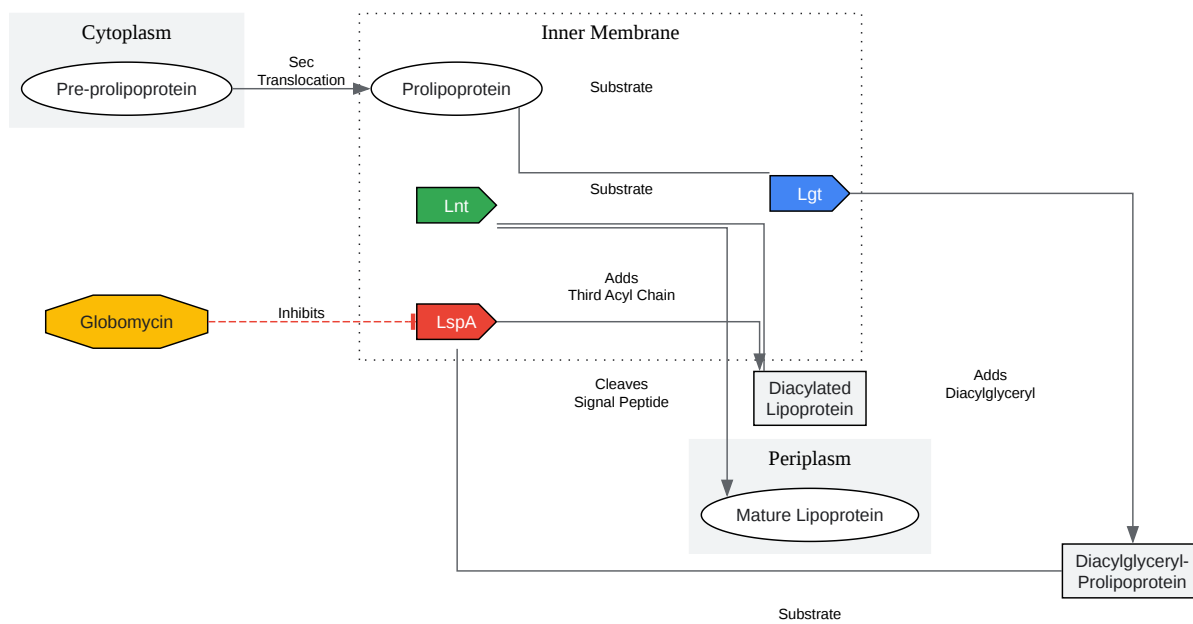 Cytoplasm
Inner Membrane
Sec
Translocation
Pre-prolipoprotein
Prolipoprotein
Substrate
Substrate
Lgt
Lnt
Adds
Third Acyl Chain
Globomycin
Inhibits
LspA
Cleaves
Signal Peptide
Diacylated
Lipoprotein
Adds
Diacylglyceryl
Periplasm
Mature Lipoprotein
Diacylglyceryl-
Prolipoprotein
Substrate